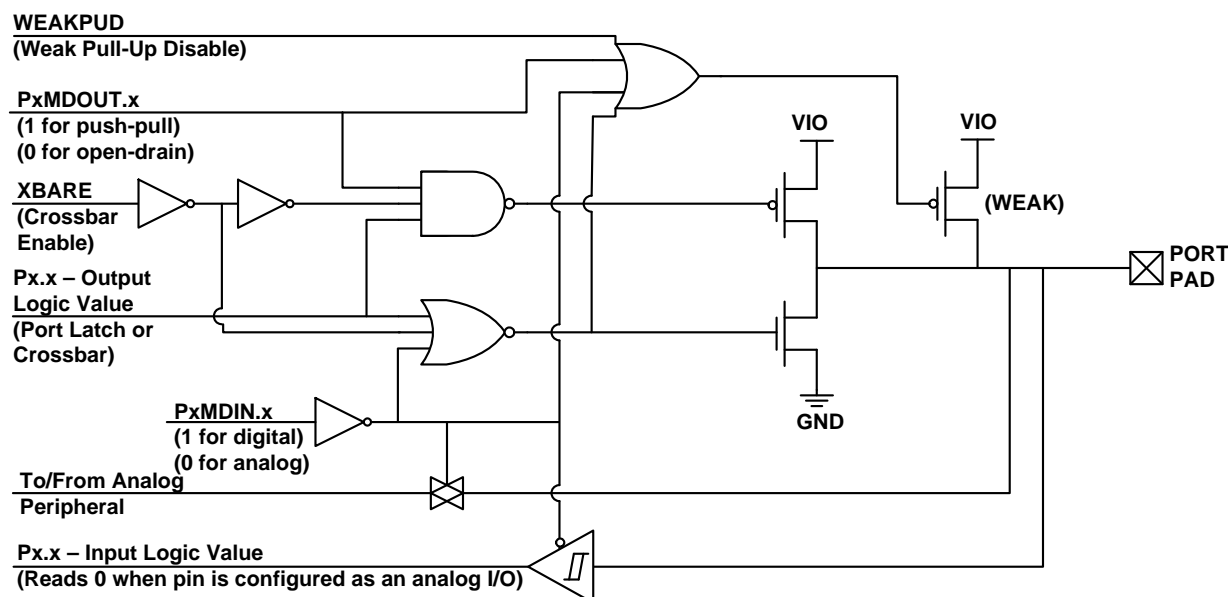 WEAKPUD
(Weak Pull-Up Disable)
PxMDOUT.x
(1 for push-pull)
(0 for open-drain)
XBARE
(Crossbar
Enable)
Px.x – Output
Logic Value
(Port Latch or
Crossbar)
PxMDIN.x
(1 for digital)
(0 for analog)
To/From Analog
Peripheral
Px.x – Input Logic Value
(Reads 0 when pin is configured as an analog I/O)
VIO
VIO
(WEAK)
GND
PORT
PAD